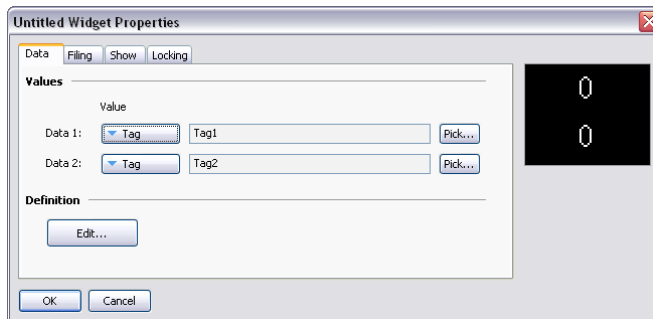 Untitled Widget Properties
Data Filing Show Locking
Values
Value
Data 1: Tag Tag1 Pick...
Data 2: Tag Tag2 Pick...
Definition
Edit...
OK Cancel
0
0